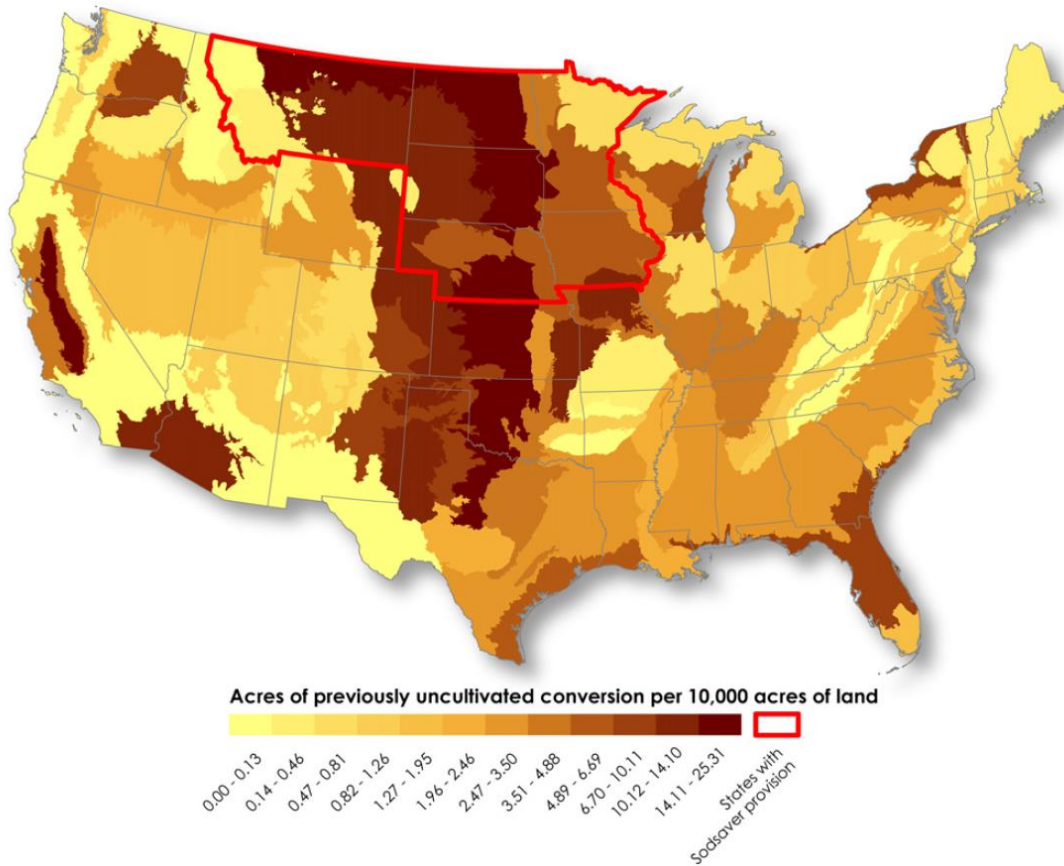 Acres of previously uncultivated conversion per 10,000 acres of land
0.00 - 0.13
0.14 - 0.46
0.47 - 0.81
0.82 - 1.26
1.27 - 1.95
1.96 - 2.46
2.47 - 3.50
3.51 - 4.88
4.89 - 6.69
6.70 - 10.11
10.12 - 14.10
14.11 - 25.31
States with
Sodsaver provision